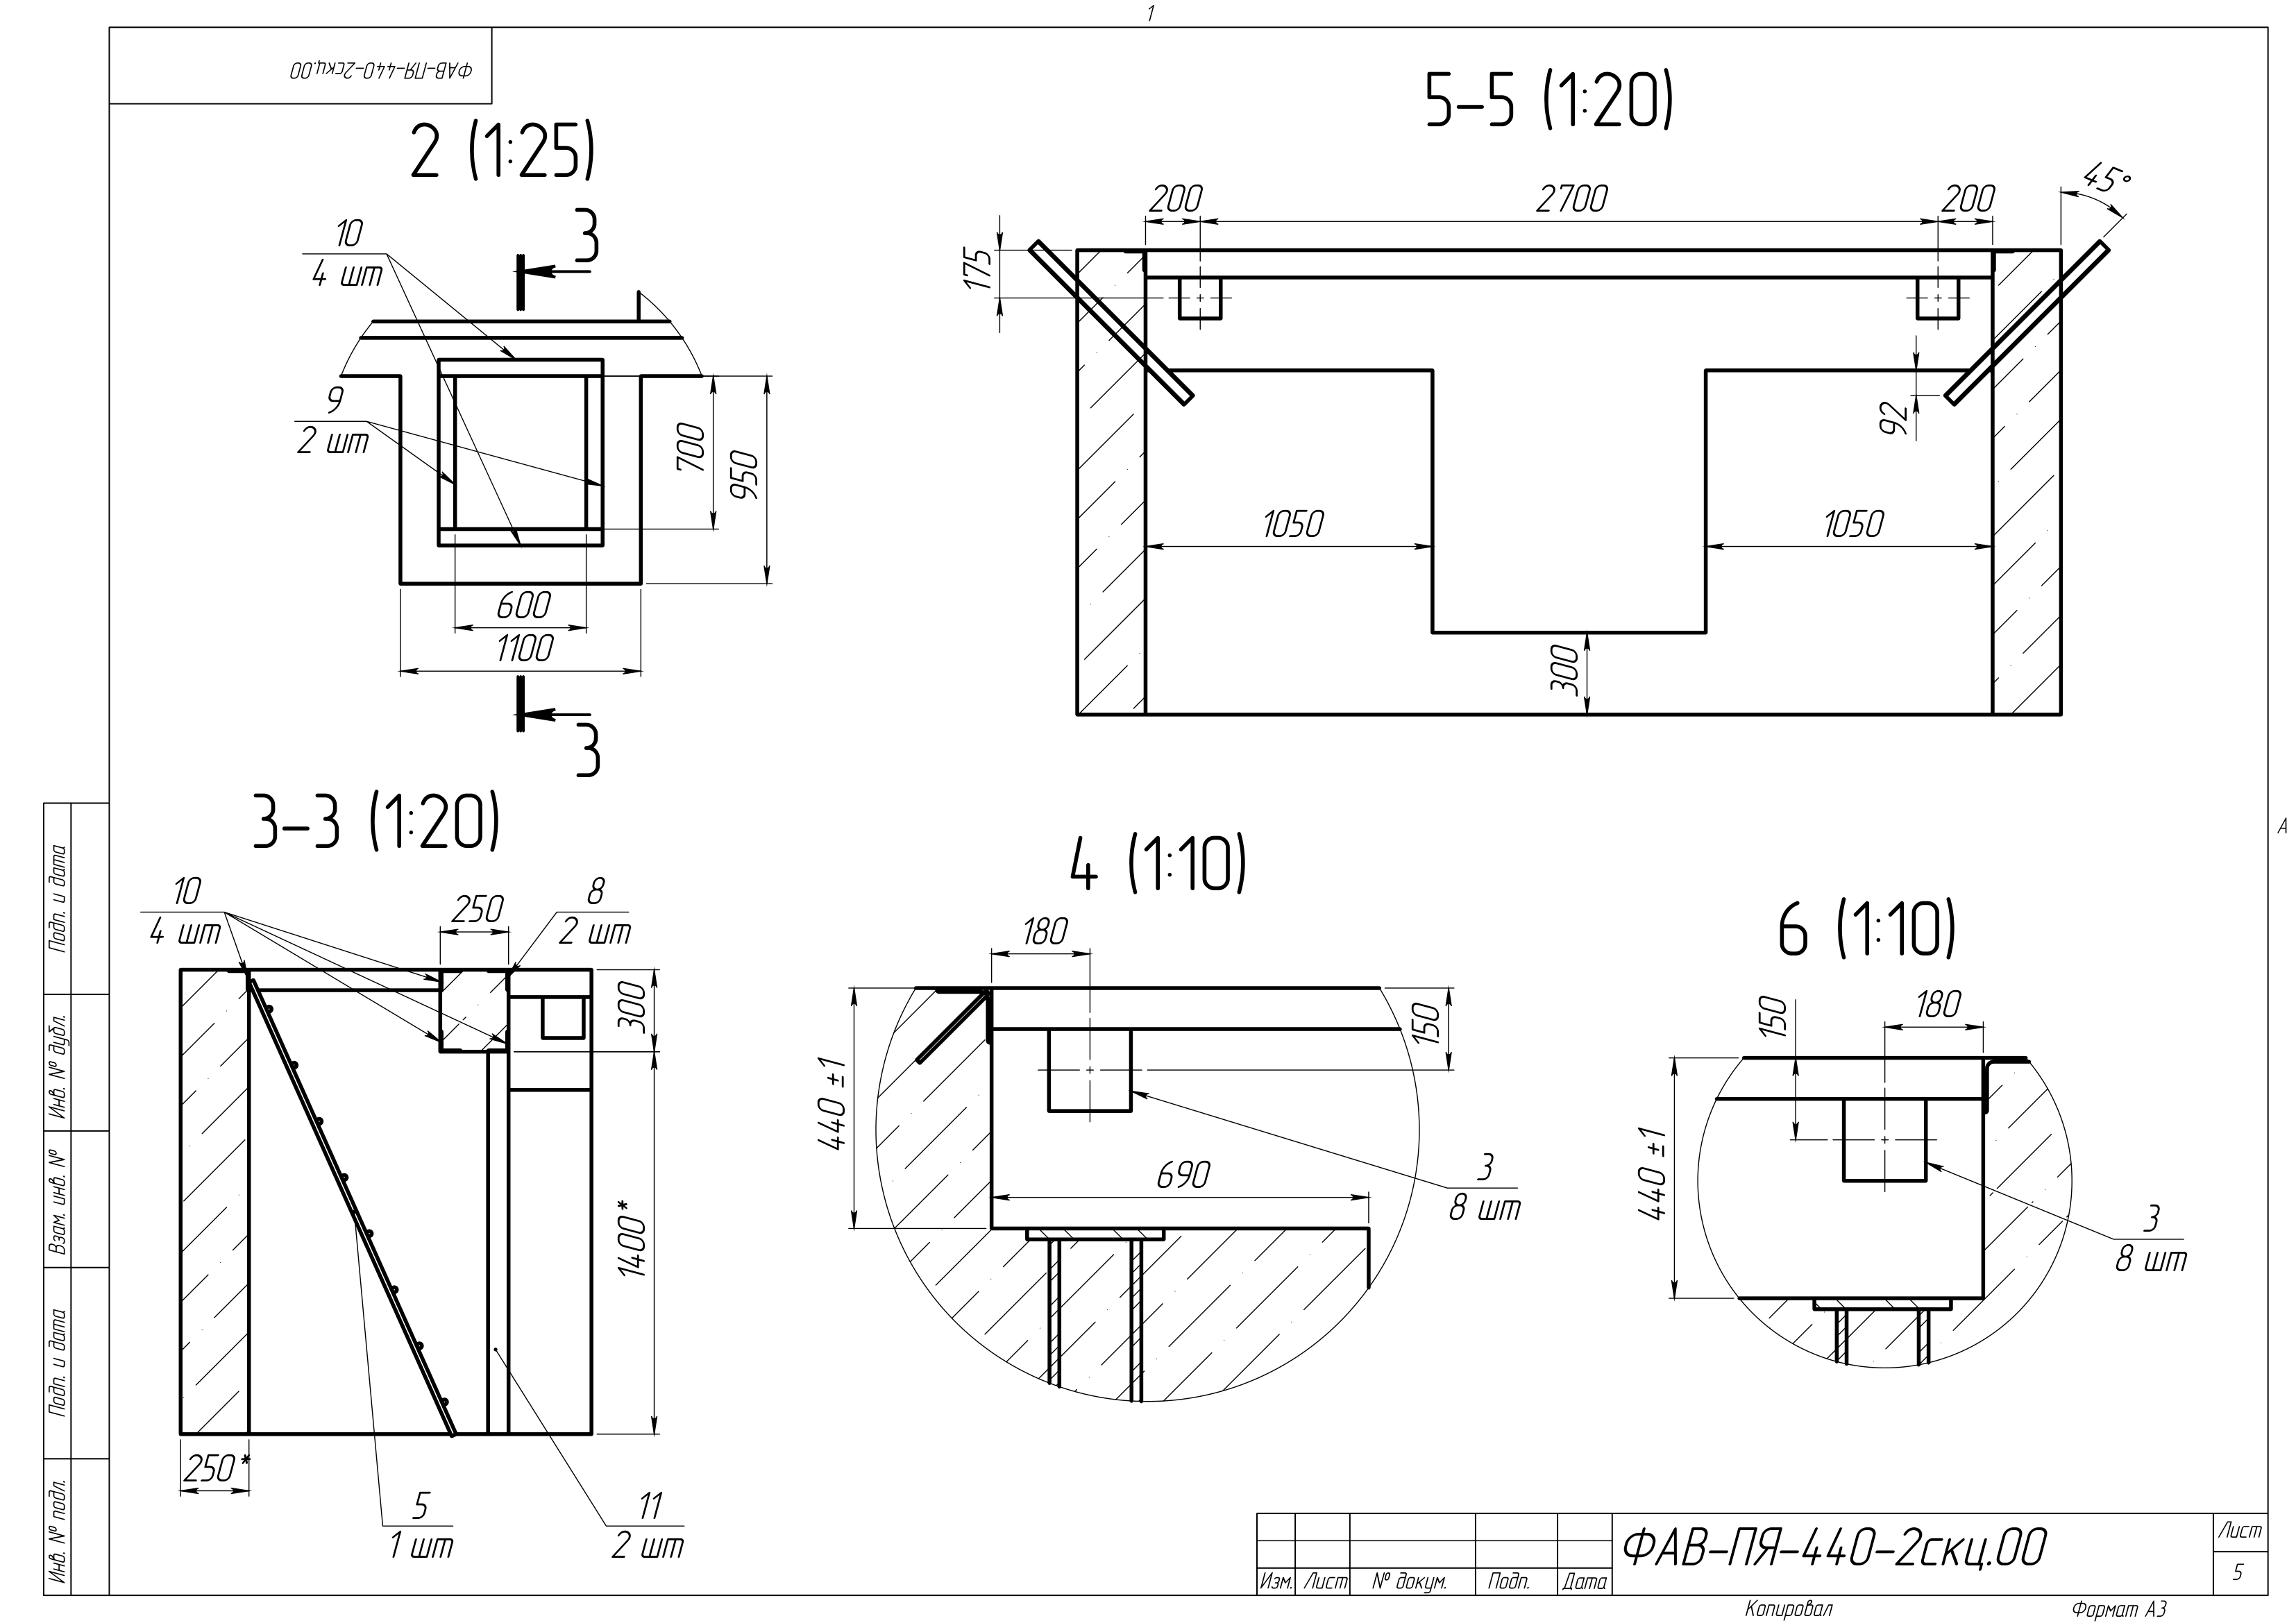 1
ФАВ-ПЯ-440-2скц.00
2 (1:25)
3
10
4 шт
9
2 шт
700
950
600
1100
3
5-5 (1:20)
200
2700
200
45°
175
92
1050
1050
300
3-3 (1:20)
10
4 шт
250
8
2 шт
300
1400*
250*
5
1 шт
11
2 шт
4 (1:10)
180
150
440 ±1
690
3
8 шт
6 (1:10)
150
180
440 ±1
3
8 шт
А
Подп. и дата
Инв. № дубл.
Взам. инв. №
Подп. и дата
Инв. № подл.
Изм. Лист № докум. Подп. Дата
ФАВ-ПЯ-440-2скц.00
Лист
5
Копировал
Формат А3